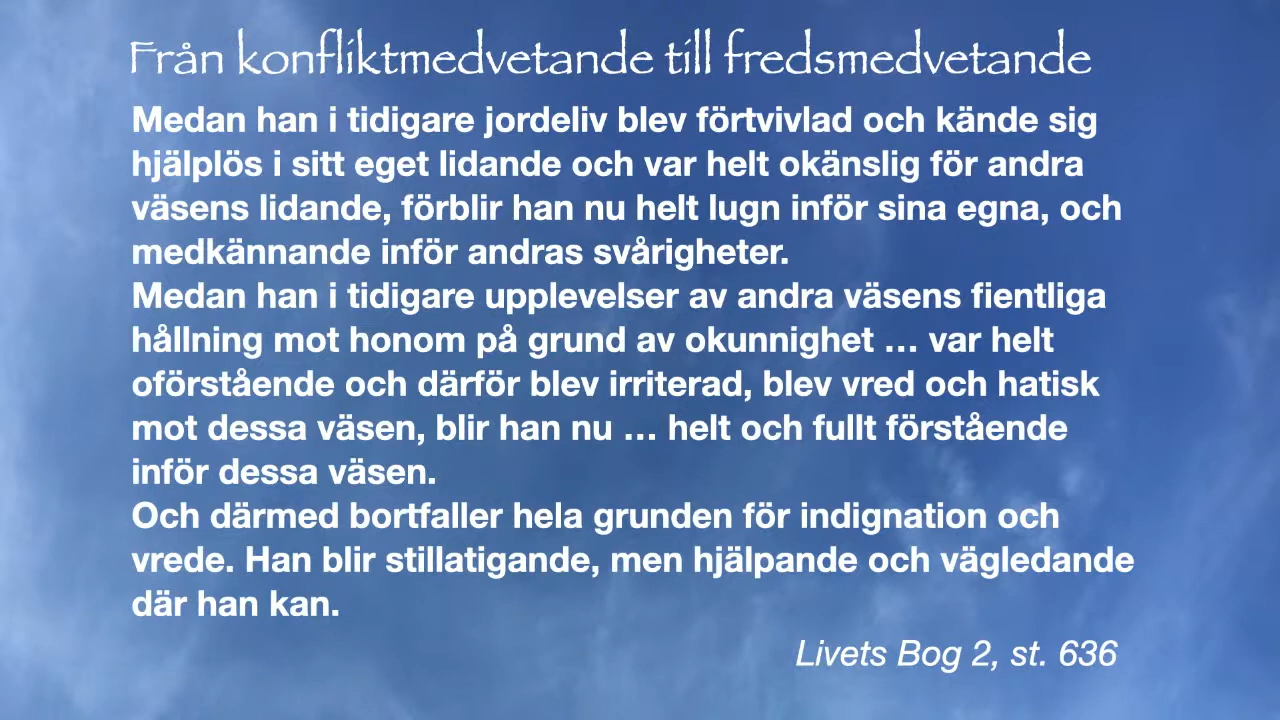 Från konfliktmedvetande till fredsmedvetande
Medan han i tidigare jordeliv blev förtvivlad och kände sig
hjälplös i sitt eget lidande och var helt okänslig för andra
väsens lidande, förblir han nu helt lugn inför sina egna, och
medkännande inför andras svårigheter.
Medan han i tidigare upplevelser av andra väsens fientliga
hållning mot honom på grund av okunnighet … var helt
oförstående och därför blev irriterad, blev vred och hatisk
mot dessa väsen, blir han nu … helt och fullt förstående
inför dessa väsen.
Och därmed bortfaller hela grunden för indignation och
vrede. Han blir stillatigande, men hjälpande och vägledande
där han kan.
Livets Bog 2, st. 636